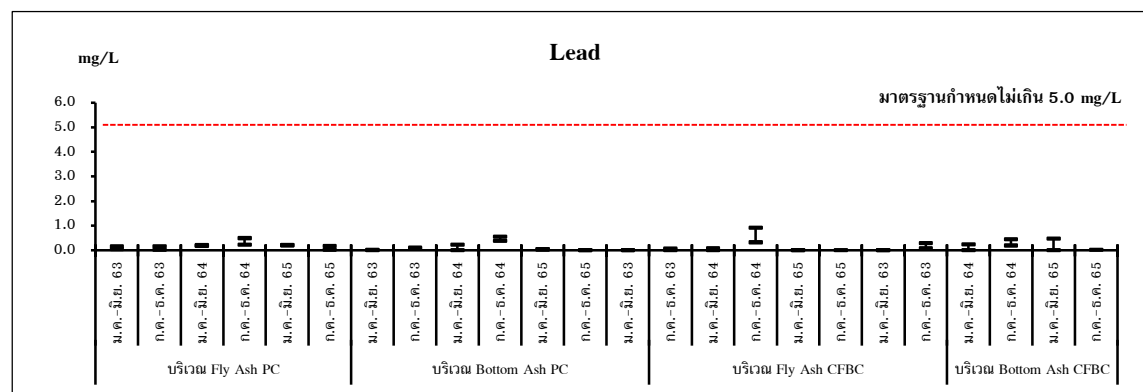 Lead
mg/L
มาตรฐานกำหนดไม่เกิน 5.0 mg/L
6.0
5.0
4.0
3.0
2.0
1.0
0.0
ม.ค.-มิ.ย. 63
ก.ค.-ธ.ค. 63
ม.ค.-มิ.ย. 64
ก.ค.-ธ.ค. 64
ม.ค.-มิ.ย. 65
ก.ค.-ธ.ค. 65
ม.ค.-มิ.ย. 63
ก.ค.-ธ.ค. 63
ม.ค.-มิ.ย. 64
ก.ค.-ธ.ค. 64
ม.ค.-มิ.ย. 65
ก.ค.-ธ.ค. 65
ม.ค.-มิ.ย. 63
ก.ค.-ธ.ค. 63
ม.ค.-มิ.ย. 64
ก.ค.-ธ.ค. 64
ม.ค.-มิ.ย. 65
ก.ค.-ธ.ค. 65
ม.ค.-มิ.ย. 63
ก.ค.-ธ.ค. 63
ม.ค.-มิ.ย. 64
ก.ค.-ธ.ค. 64
ม.ค.-มิ.ย. 65
ก.ค.-ธ.ค. 65
บริเวณ Fly Ash PC
บริเวณ Bottom Ash PC
บริเวณ Fly Ash CFBC
บริเวณ Bottom Ash CFBC